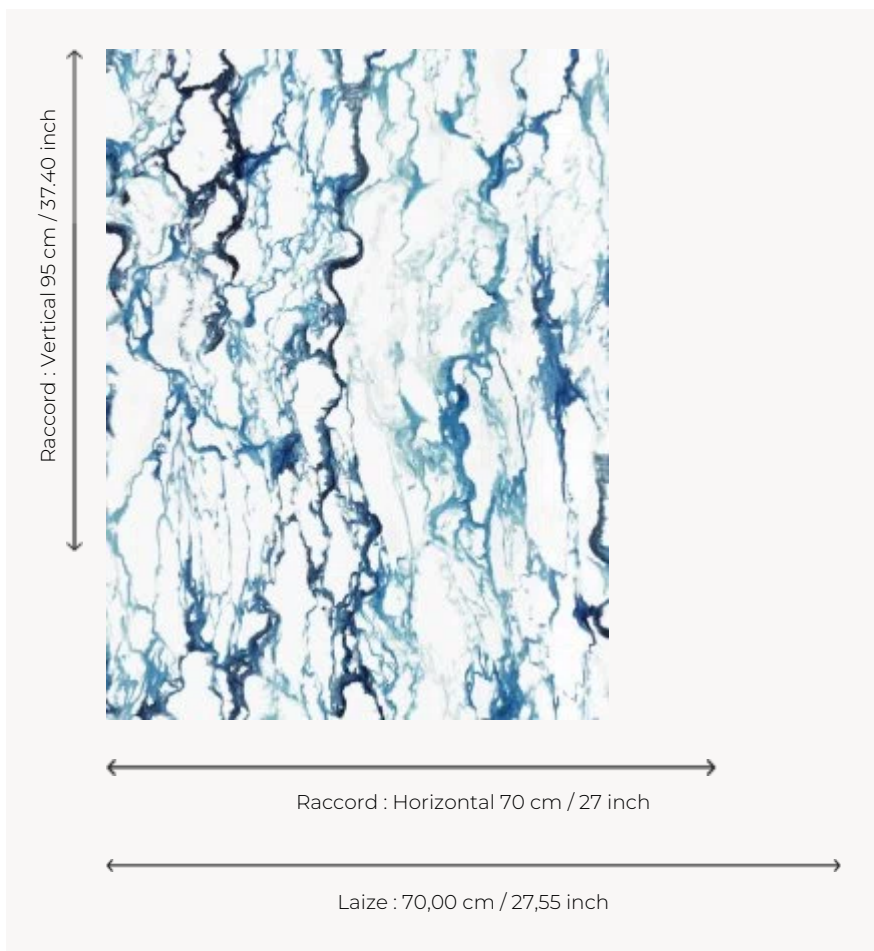 Raccord : Vertical 95 cm / 37.40 inch
Raccord : Horizontal 70 cm / 27 inch
Laize : 70,00 cm / 27,55 inch